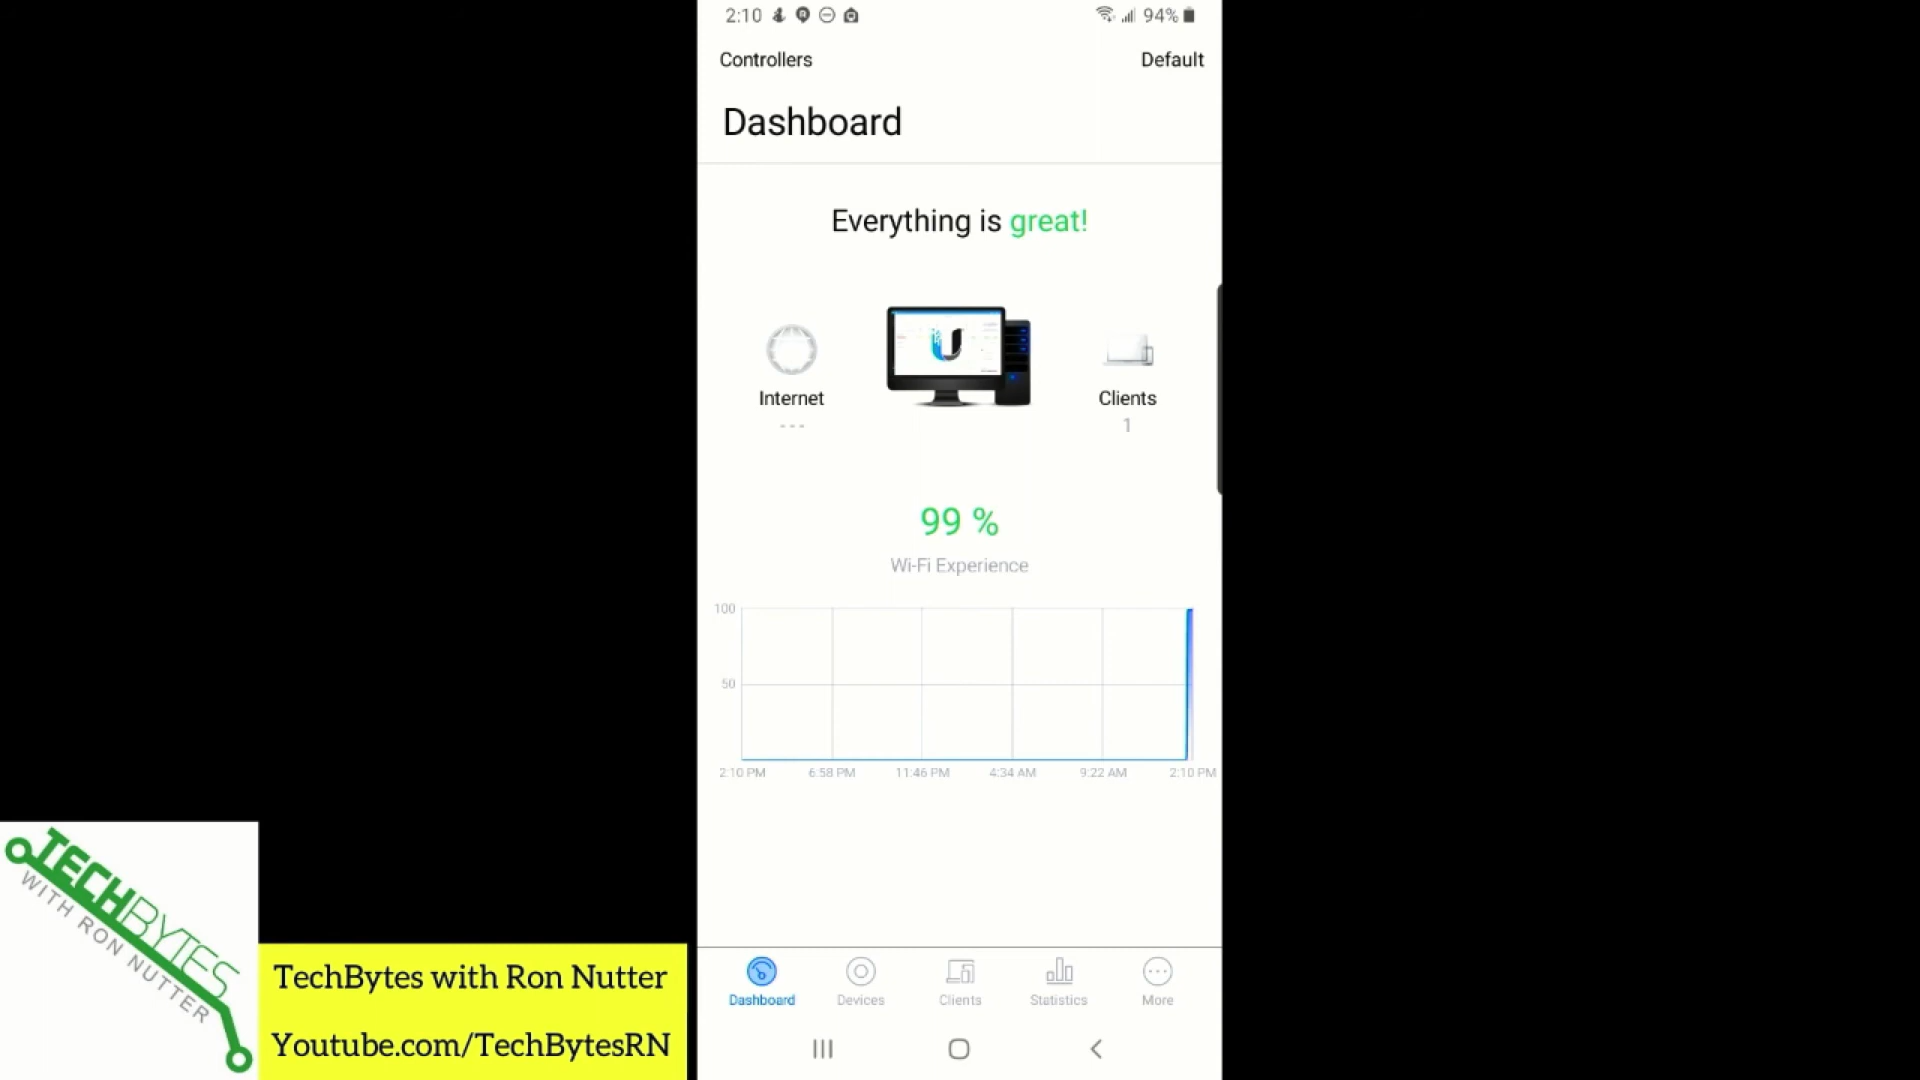 2:10
94%
Controllers
Default
Dashboard
Everything is great!
U
Internet
- - -
Clients
1
99 %
Wi-Fi Experience
100
50
2:10 PM
6:58 PM
11:46 PM
4:34 AM
9:22 AM
2:10 PM
TECHBYTES
WITH RON NUTTER
TechBytes with Ron Nutter
Youtube.com/TechBytesRN
Dashboard
Devices
Clients
Statistics
More